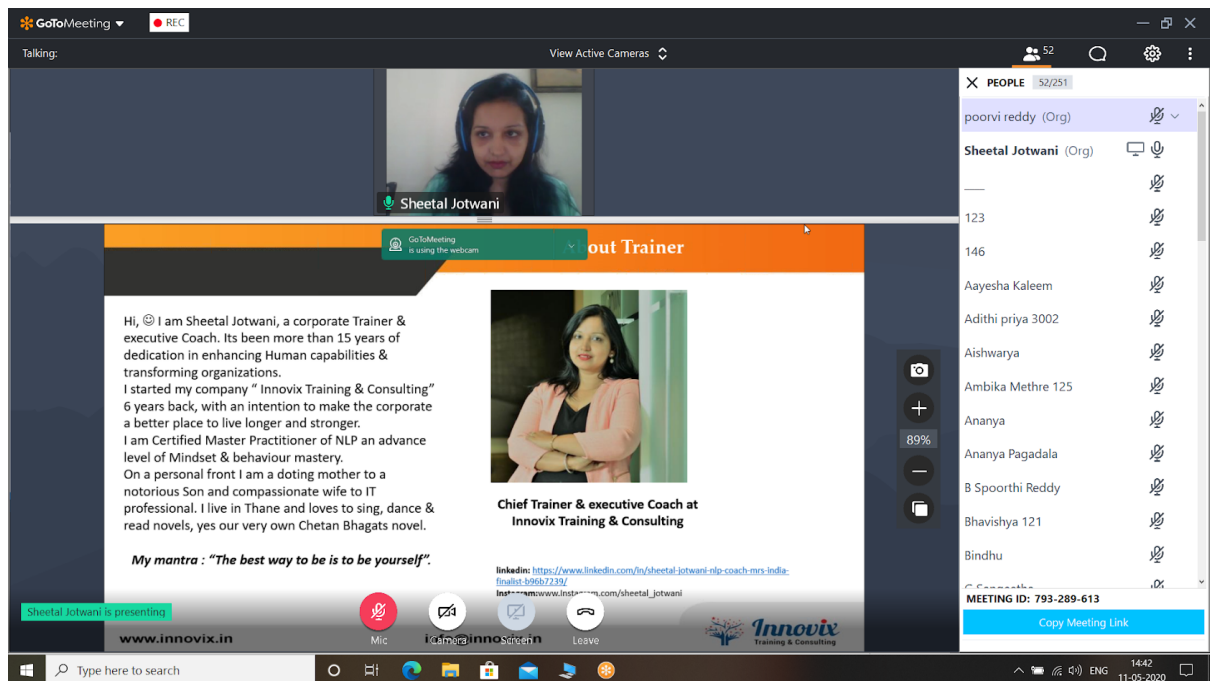 GoToMeeting
REC
Talking:
View Active Cameras
52
PEOPLE 52/251
poorvi reddy (Org)
Sheetal Jotwani (Org)
___
123
146
Aayesha Kaleem
Adithi priya 3002
Aishwarya
Ambika Methre 125
Ananya
Ananya Pagadala
B Spoorthi Reddy
Bhavishya 121
Bindhu
MEETING ID: 793-289-613
Copy Meeting Link
Sheetal Jotwani
GoToMeeting
is using the webcam
out Trainer
Hi, ☺ I am Sheetal Jotwani, a corporate Trainer &
executive Coach. Its been more than 15 years of
dedication in enhancing Human capabilities &
transforming organizations.
I started my company “ Innovix Training & Consulting”
6 years back, with an intention to make the corporate
a better place to live longer and stronger.
I am Certified Master Practitioner of NLP an advance
level of Mindset & behaviour mastery.
On a personal front I am a doting mother to a
notorious Son and compassionate wife to IT
professional. I live in Thane and loves to sing, dance &
read novels, yes our very own Chetan Bhagats novel.
My mantra : “The best way to be is to be yourself”.
Chief Trainer & executive Coach at
Innovix Training & Consulting
linkedin: https://www.linkedin.com/in/sheetal-jotwani-nlp-coach-mrs-india-
finalist-b96b7239/
Instagram:www.Instagram.com/sheetal_jotwani
89%
Sheetal Jotwani is presenting
www.innovix.in
Mic
Camera
Screen
Leave
Innovix
Training & Consulting
Type here to search
ENG
14:42
11-05-2020